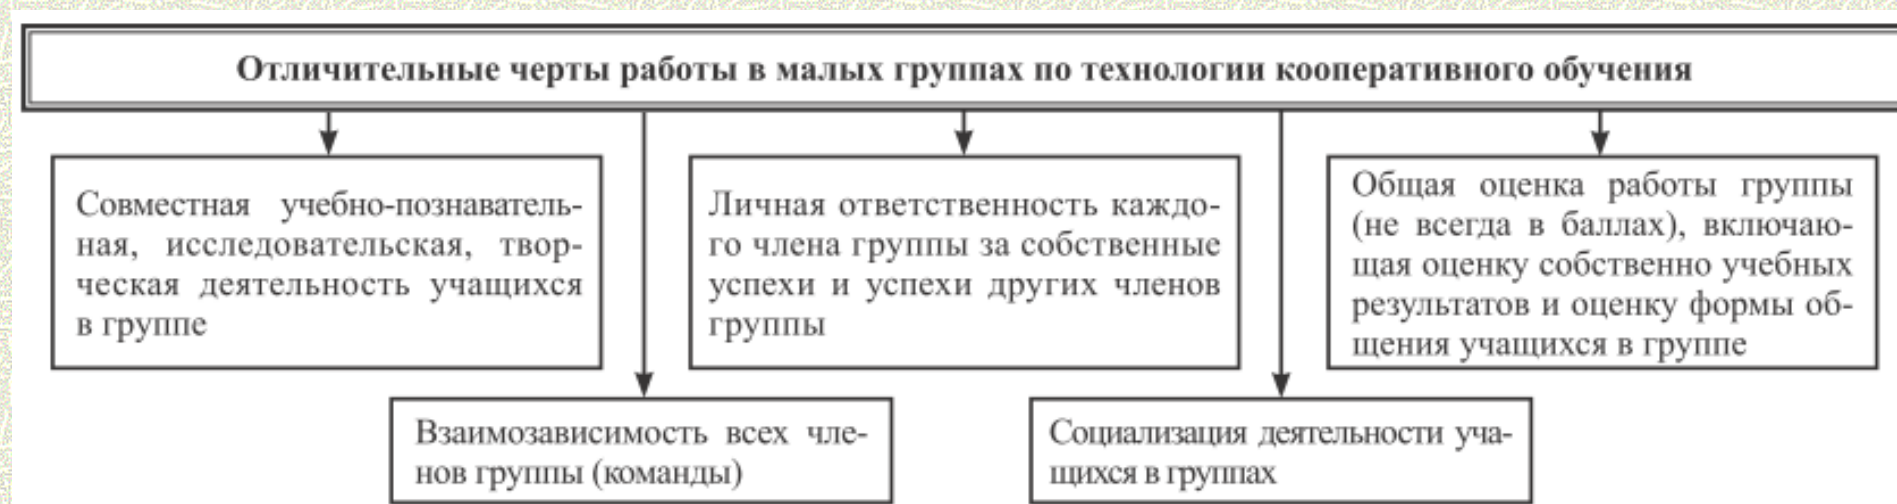 Отличительные черты работы в малых группах по технологии кооперативного обучения
Совместная учебно-познаватель-
ная, исследовательская, твор-
ческая деятельность учащихся
в группе
Взаимозависимость всех чле-
нов группы (команды)
Личная ответственность каждо-
го члена группы за собственные
успехи и успехи других членов
группы
Социализация деятельности уча-
щихся в группах
Общая оценка работы группы
(не всегда в баллах), включаю-
щая оценку собственно учебных
результатов и оценку формы об-
щения учащихся в группе